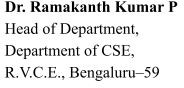 Dr. Ramakanth Kumar P
Head of Department,
Department of CSE,
R.V.C.E., Bengaluru–59